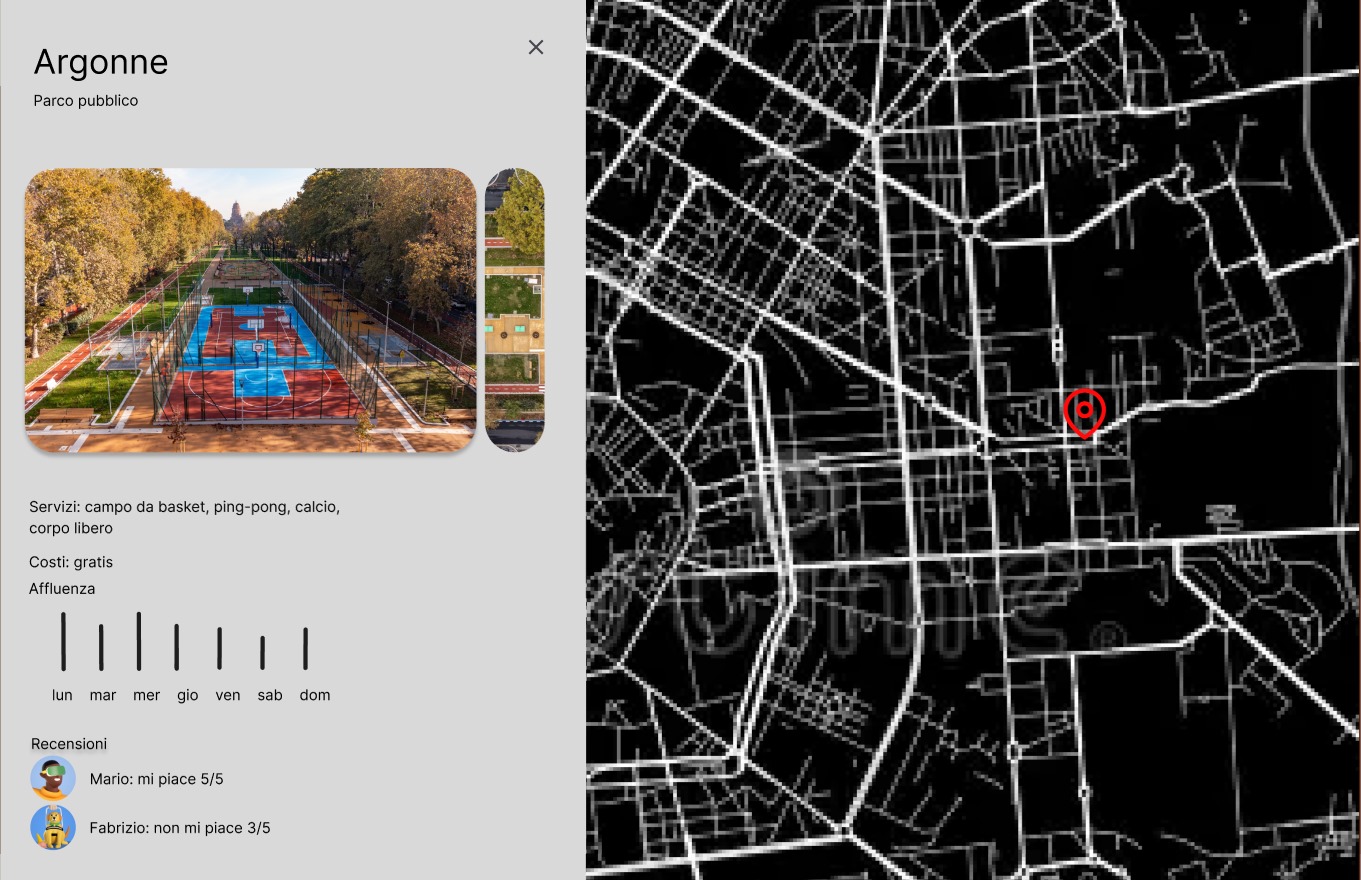 Argonne
Parco pubblico
Servizi: campo da basket, ping-pong, calcio,
corpo libero
Costi: gratis
Affluenza
lun mar mer gio ven sab dom
Recensioni
Mario: mi piace 5/5
Fabrizio: non mi piace 3/5